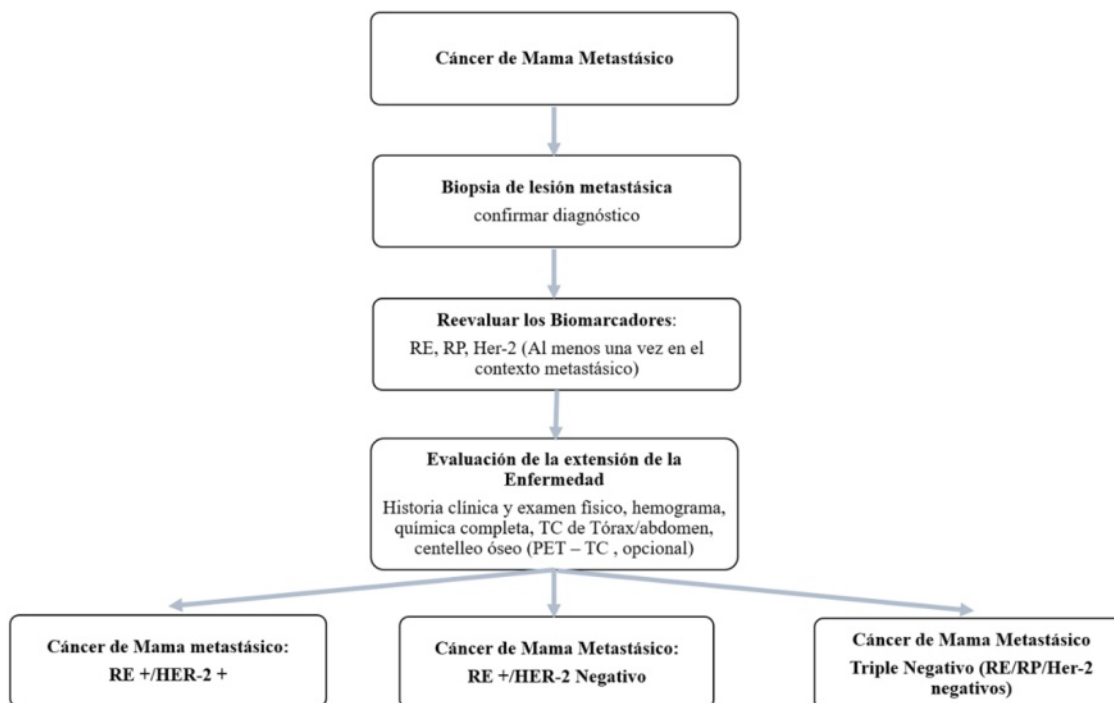 Cáncer de Mama Metastásico
Biopsia de lesión metastásica
confirmar diagnóstico
Reevaluar los Biomarcadores:
RE, RP, Her-2 (Al menos una vez en el
contexto metastásico)
Evaluación de la extensión de la
Enfermedad
Historia clínica y examen físico, hemograma,
química completa, TC de Tórax/abdomen,
centelleo óseo (PET – TC , opcional)
Cáncer de Mama metastásico:
RE +/HER-2 +
Cáncer de Mama Metastásico:
RE +/HER-2 Negativo
Cáncer de Mama Metastásico
Triple Negativo (RE/RP/Her-2
negativos)